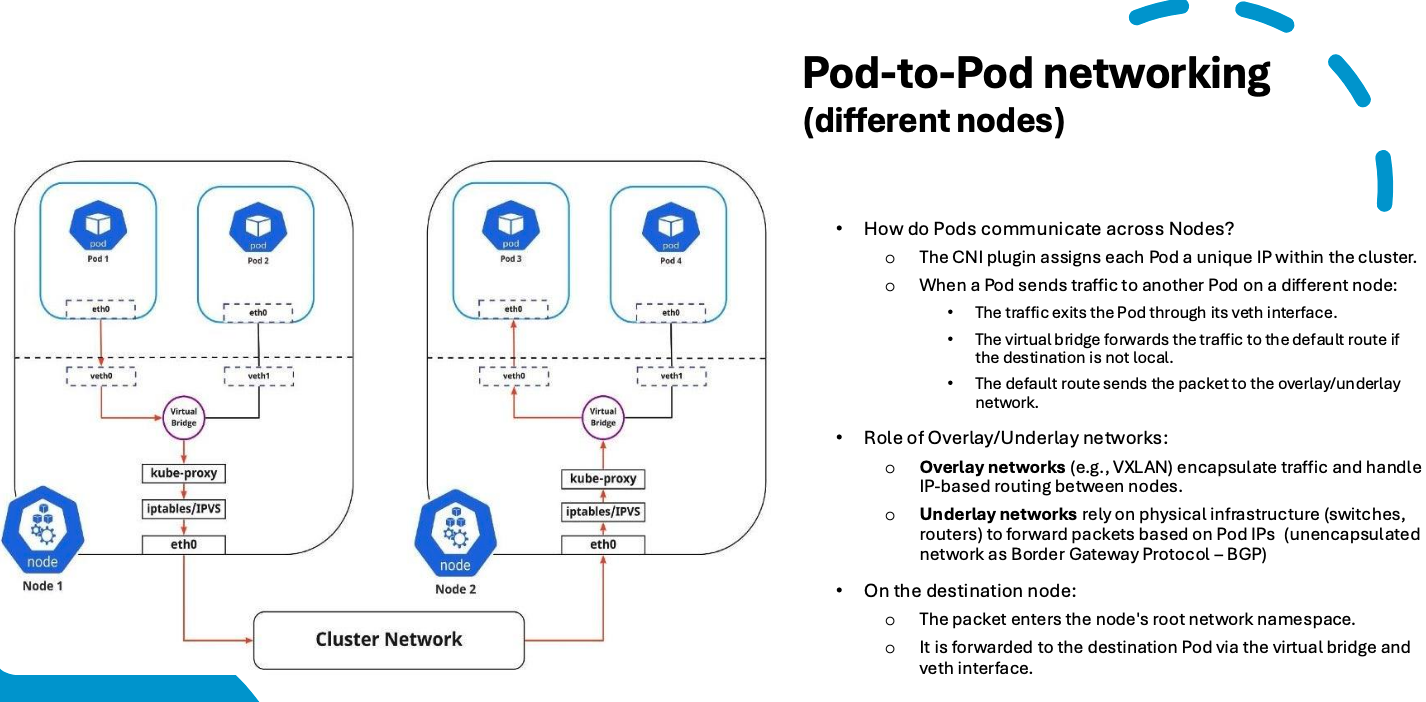 Pod-to-Pod networking
(different nodes)
• How do Pods communicate across Nodes?
o The CNI plugin assigns each Pod a unique IP within the cluster.
o When a Pod sends traffic to another Pod on a different node:
• The traffic exits the Pod through its veth interface.
• The virtual bridge forwards the traffic to the default route if
the destination is not local.
• The default route sends the packet to the overlay/underlay
network.
• Role of Overlay/Underlay networks:
o Overlay networks (e.g., VXLAN) encapsulate traffic and handle
IP-based routing between nodes.
o Underlay networks rely on physical infrastructure (switches,
routers) to forward packets based on Pod IPs (unencapsulated
network as Border Gateway Protocol – BGP)
• On the destination node:
o The packet enters the node's root network namespace.
o It is forwarded to the destination Pod via the virtual bridge and
veth interface.
pod
Pod 1
eth0
pod
Pod 2
eth0
veth0
veth1
Virtual
Bridge
kube-proxy
iptables/IPVS
eth0
node
Node 1
pod
Pod 3
eth0
pod
Pod 4
eth0
veth0
veth1
Virtual
Bridge
kube-proxy
iptables/IPVS
eth0
node
Node 2
Cluster Network